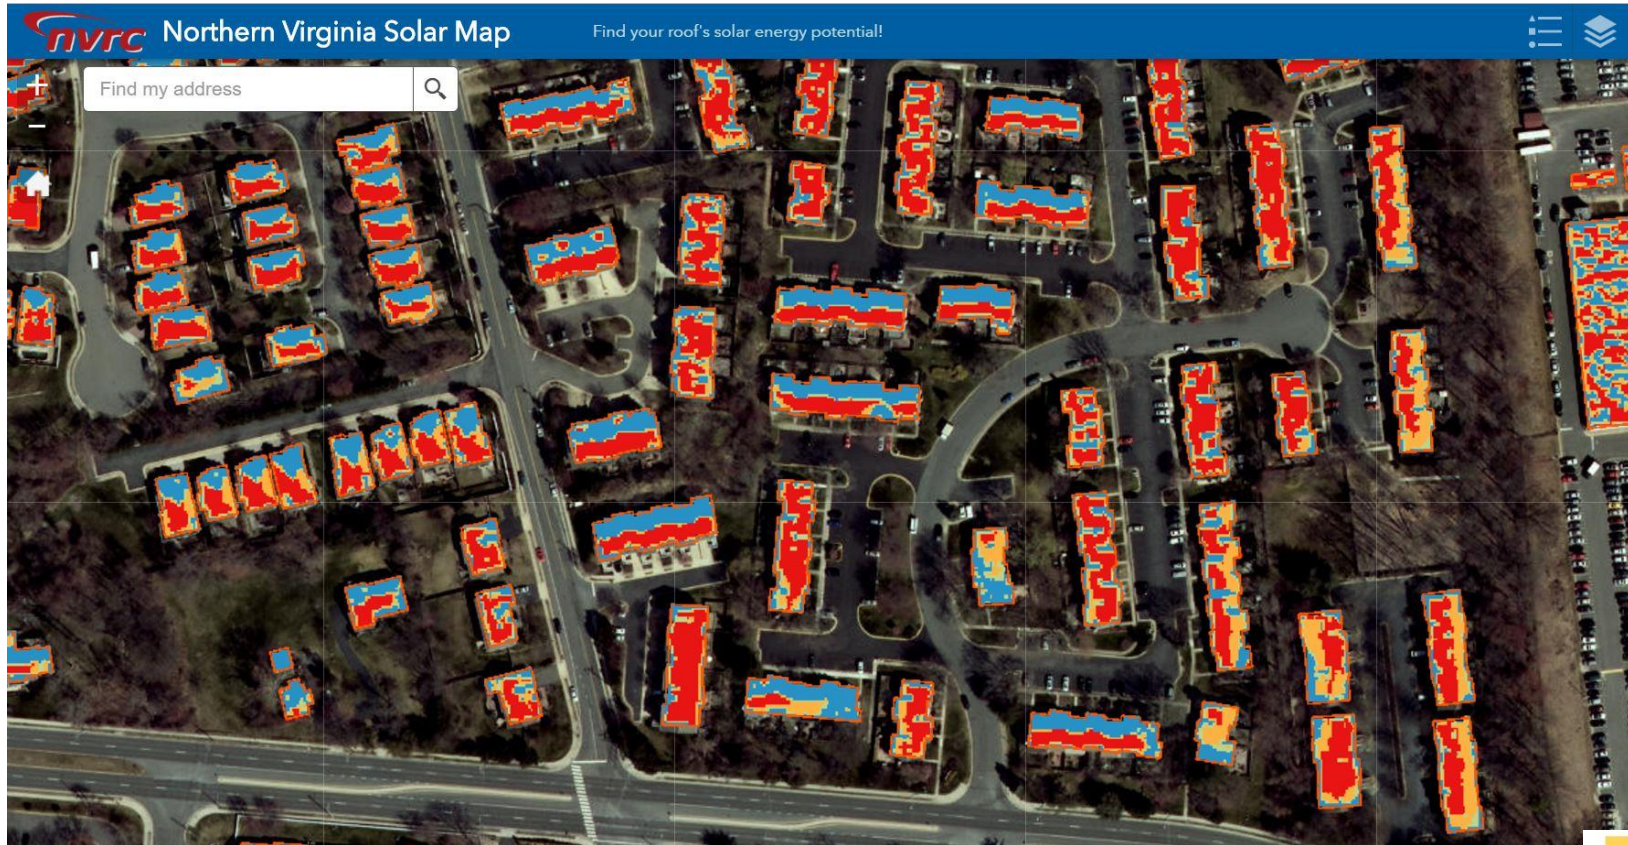 nvrc
Northern Virginia Solar Map
Find your roof's solar energy potential!
Find my address